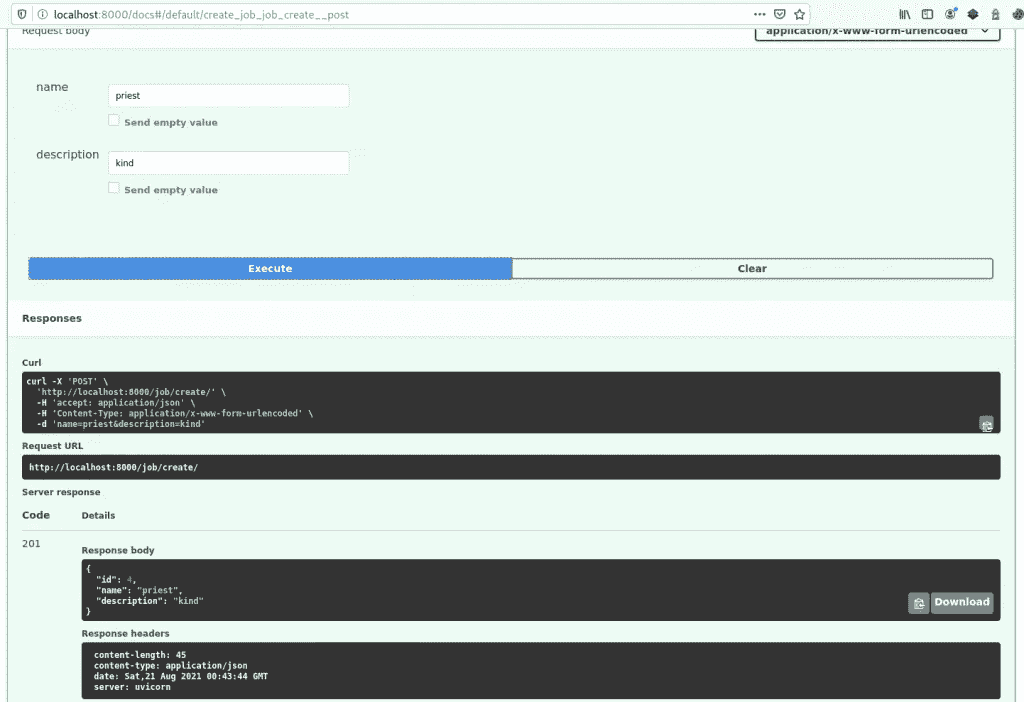 localhost:8000/docs#/default/create_job_job_create__post
Request body
application/x-www-form-urlencoded
name
priest
Send empty value
description
kind
Send empty value
Execute
Clear
Responses
Curl
curl -X 'POST' \
'http://localhost:8000/job/create/' \
-H 'accept: application/json' \
-H 'Content-Type: application/x-www-form-urlencoded' \
-d 'name=priest&description=kind'
Request URL
http://localhost:8000/job/create/
Server response
Code Details
201
Response body
{
"id": 4,
"name": "priest",
"description": "kind"
}
Download
Response headers
content-length: 45
content-type: application/json
date: Sat,21 Aug 2021 00:43:44 GMT
server: uvicorn